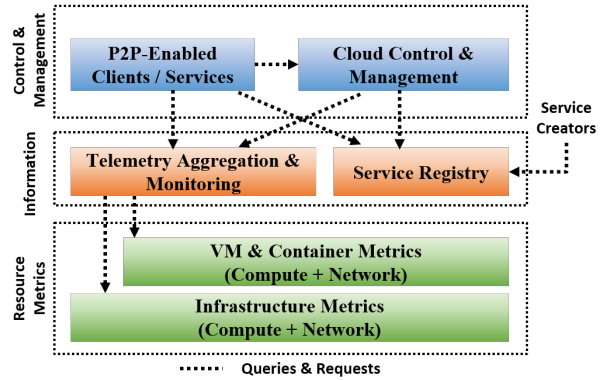 Control &
Management
P2P-Enabled
Clients / Services
Cloud Control &
Management
Service
Creators
Information
Telemetry Aggregation &
Monitoring
Service Registry
Resource
Metrics
VM & Container Metrics
(Compute + Network)
Infrastructure Metrics
(Compute + Network)
Queries & Requests